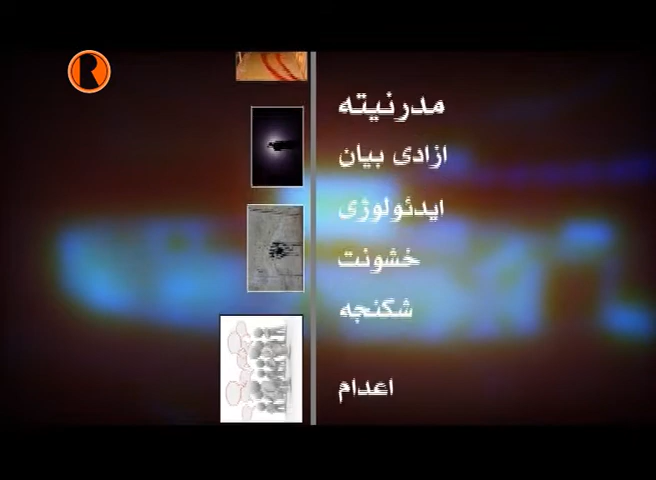 R
مدرنیته
ازادی بیان
ایدئولوژی
خشونت
شکنجه
اعدام